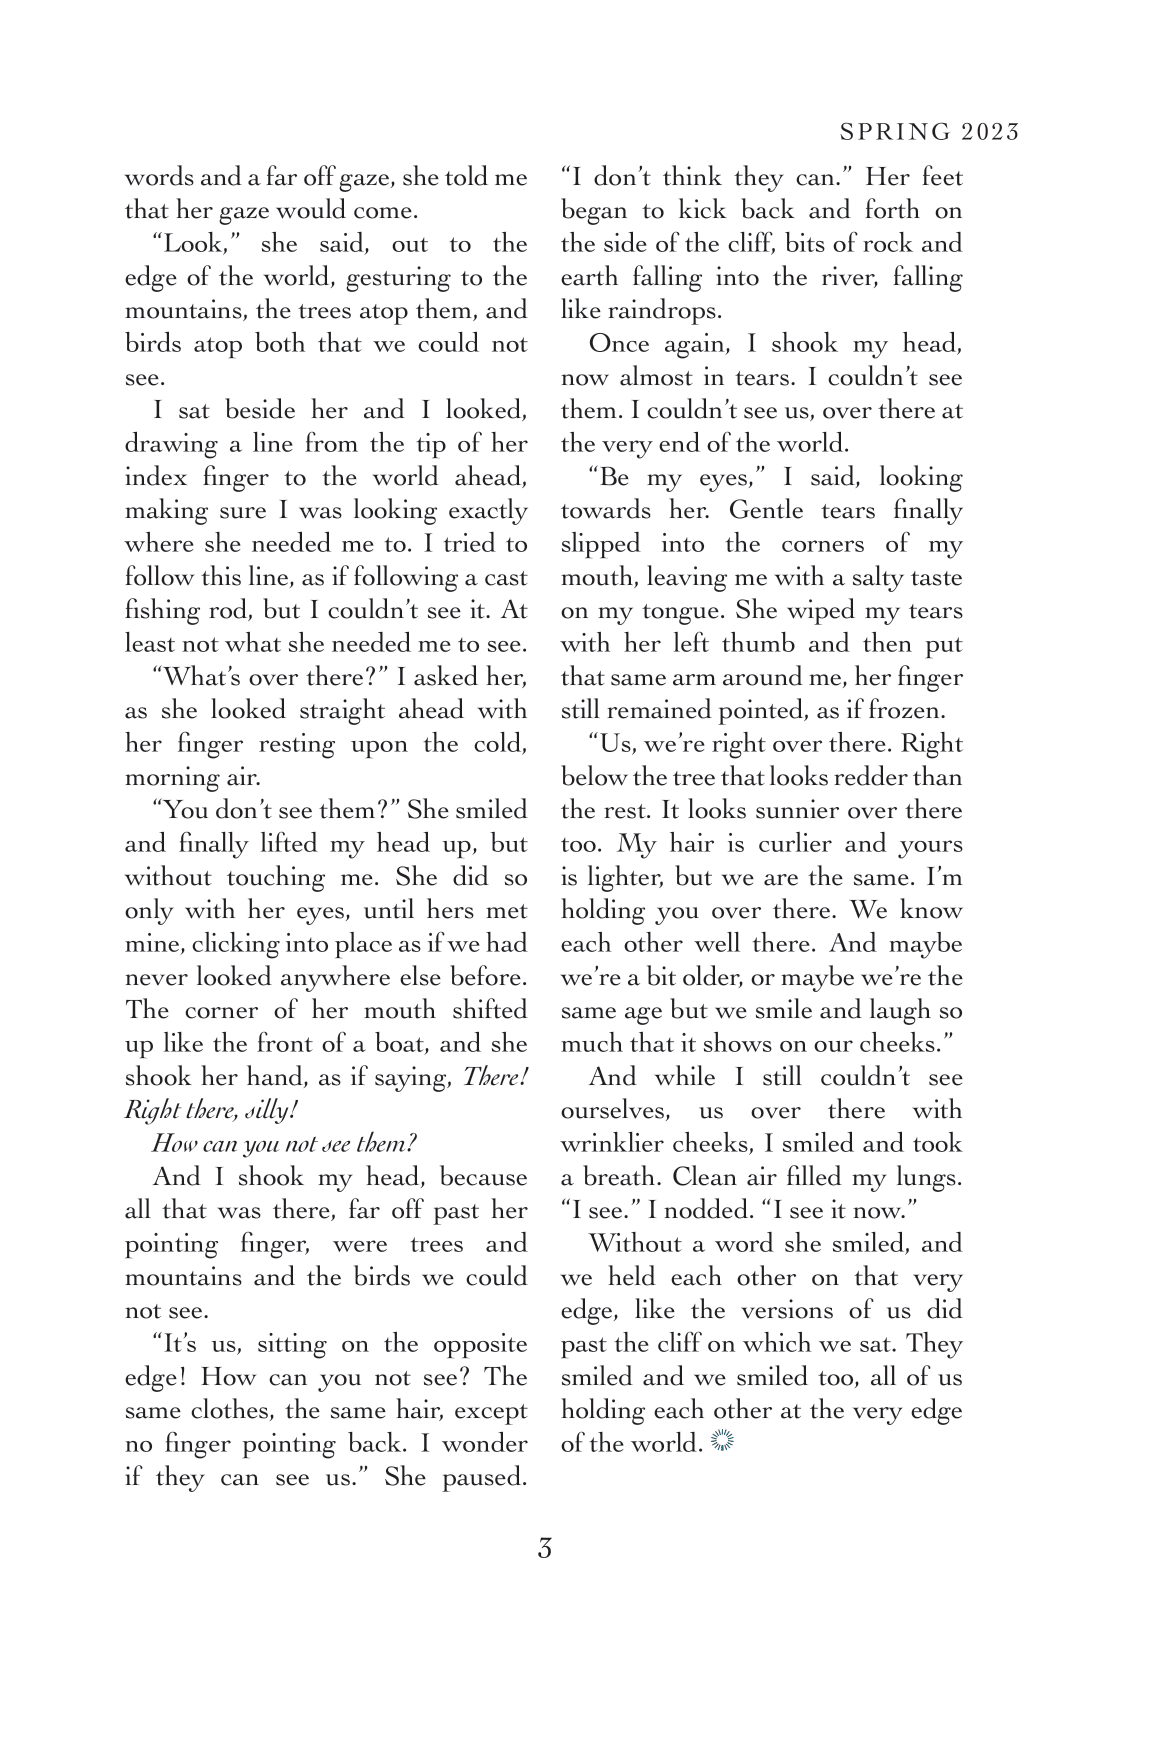 SPRING 2023
words and a far off gaze, she told me
that her gaze would come.
“Look,” she said, out to the
edge of the world, gesturing to the
mountains, the trees atop them, and
birds atop both that we could not
see.
I sat beside her and I looked,
drawing a line from the tip of her
index finger to the world ahead,
making sure I was looking exactly
where she needed me to. I tried to
follow this line, as if following a cast
fishing rod, but I couldn’t see it. At
least not what she needed me to see.
“What’s over there?” I asked her,
as she looked straight ahead with
her finger resting upon the cold,
morning air.
“You don’t see them?” She smiled
and finally lifted my head up, but
without touching me. She did so
only with her eyes, until hers met
mine, clicking into place as if we had
never looked anywhere else before.
The corner of her mouth shifted
up like the front of a boat, and she
shook her hand, as if saying, There!
Right there, silly!
How can you not see them?
And I shook my head, because
all that was there, far off past her
pointing finger, were trees and
mountains and the birds we could
not see.
“It’s us, sitting on the opposite
edge! How can you not see? The
same clothes, the same hair, except
no finger pointing back. I wonder
if they can see us.” She paused.
“I don’t think they can.” Her feet
began to kick back and forth on
the side of the cliff, bits of rock and
earth falling into the river, falling
like raindrops.
Once again, I shook my head,
now almost in tears. I couldn’t see
them. I couldn’t see us, over there at
the very end of the world.
“Be my eyes,” I said, looking
towards her. Gentle tears finally
slipped into the corners of my
mouth, leaving me with a salty taste
on my tongue. She wiped my tears
with her left thumb and then put
that same arm around me, her finger
still remained pointed, as if frozen.
“Us, we’re right over there. Right
below the tree that looks redder than
the rest. It looks sunnier over there
too. My hair is curlier and yours
is lighter, but we are the same. I’m
holding you over there. We know
each other well there. And maybe
we’re a bit older, or maybe we’re the
same age but we smile and laugh so
much that it shows on our cheeks.”
And while I still couldn’t see
ourselves, us over there with
wrinklier cheeks, I smiled and took
a breath. Clean air filled my lungs.
“I see.” I nodded. “I see it now.”
Without a word she smiled, and
we held each other on that very
edge, like the versions of us did
past the cliff on which we sat. They
smiled and we smiled too, all of us
holding each other at the very edge
of the world.
3